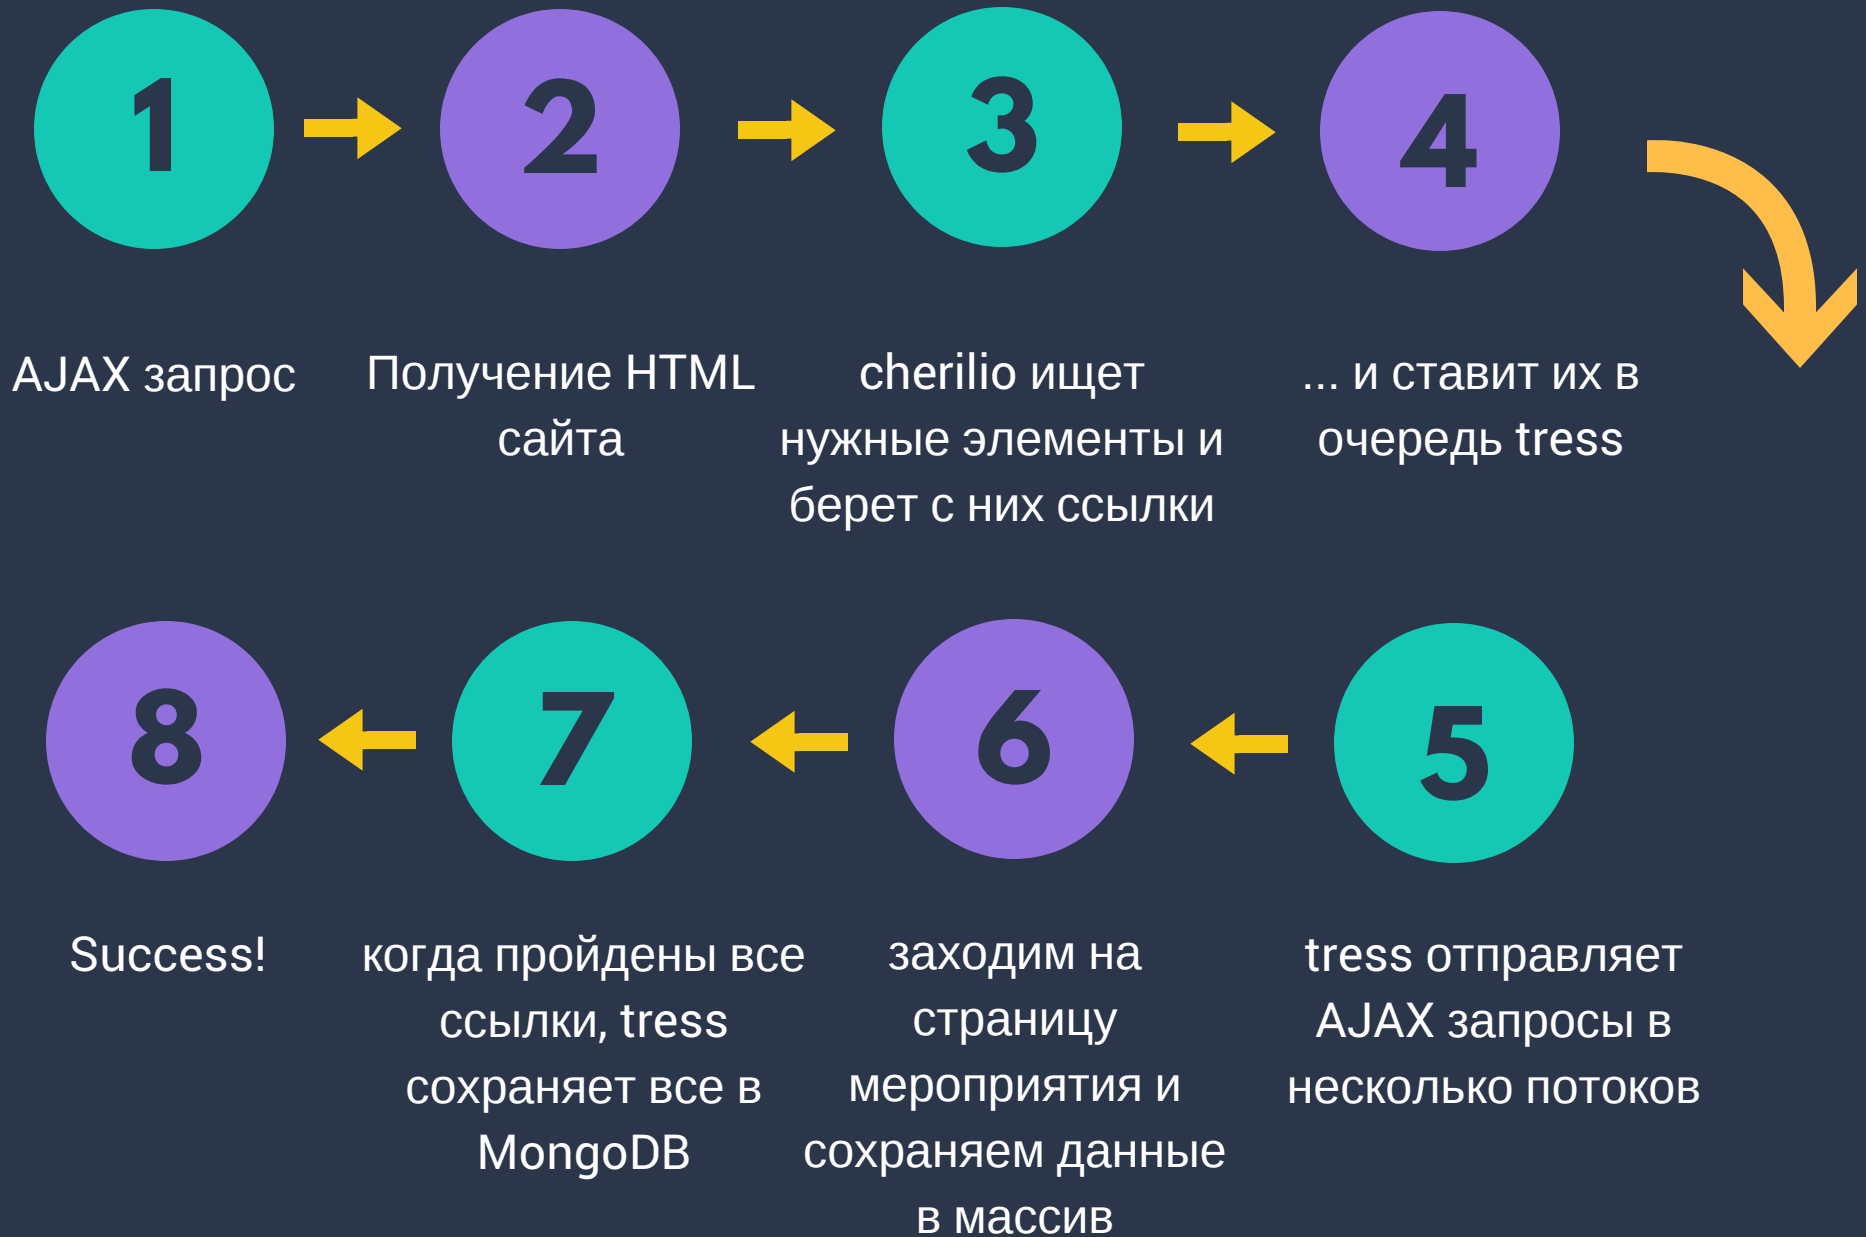 1
2
3
4
AJAX запрос
Получение HTML
сайта
cherilio ищет
нужные элементы и
берет с них ссылки
... и ставит их в
очередь tress
5
tress отправляет
AJAX запросы в
несколько потоков
6
заходим на
страницу
мероприятия и
сохраняем данные
в массив
7
когда пройдены все
ссылки, tress
сохраняет все в
MongoDB
8
Success!